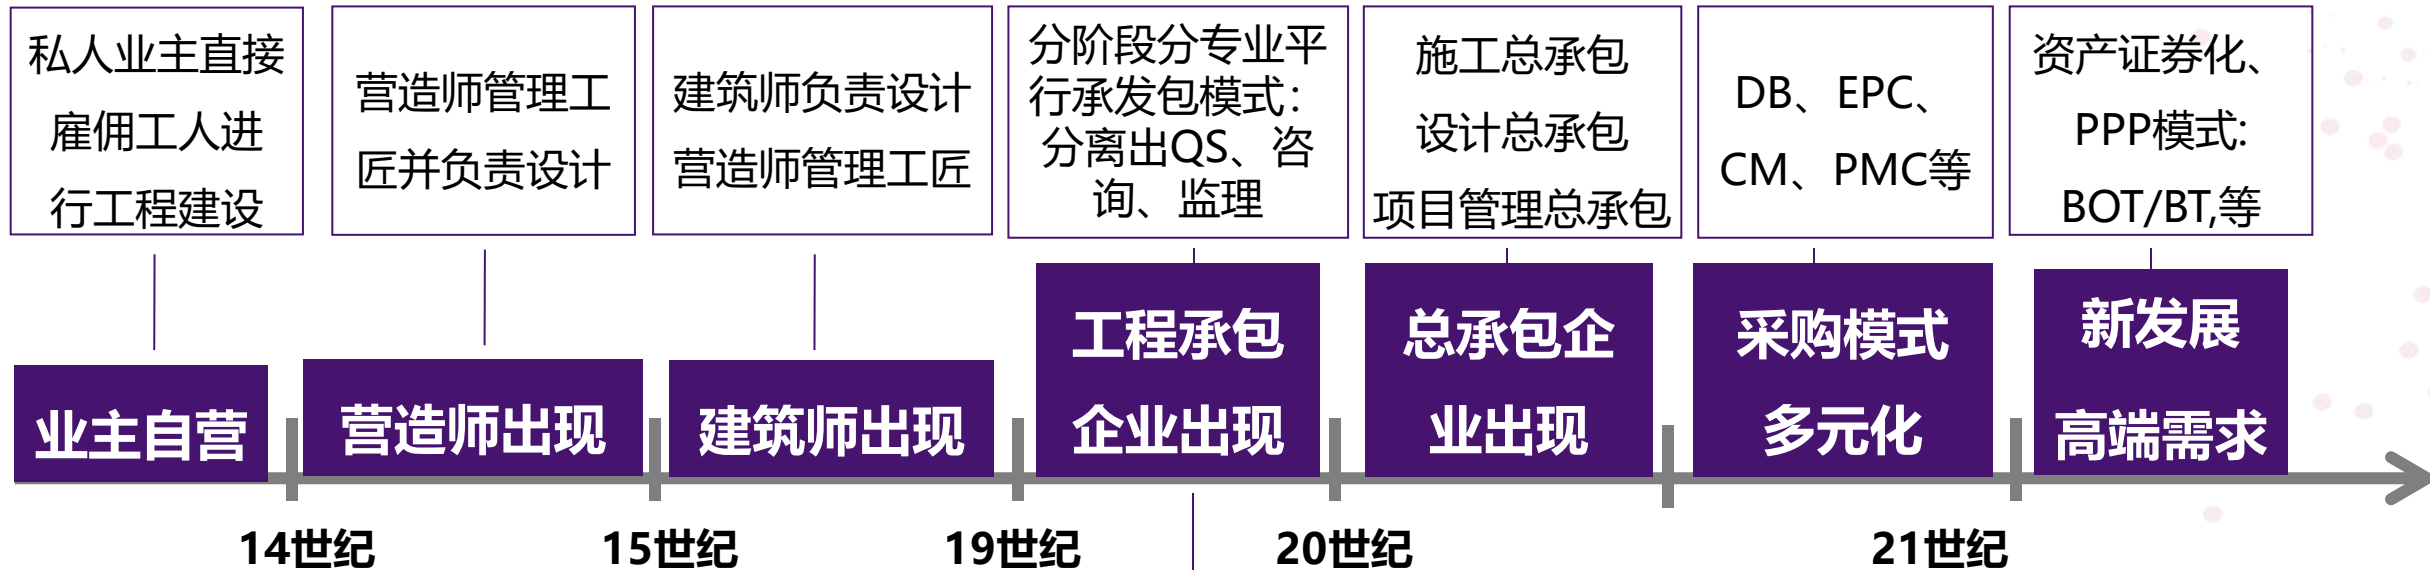 私人业主直接
雇佣工人进
行工程建设
营造师管理工
匠并负责设计
建筑师负责设计
营造师管理工匠
分阶段分专业平
行承发包模式：
分离出QS、咨
询、监理
施工总承包
设计总承包
项目管理总承包
DB、EPC、
CM、PMC等
资产证券化、
PPP模式:
BOT/BT,等
业主自营
营造师出现
建筑师出现
工程承包
企业出现
总承包企
业出现
采购模式
多元化
新发展
高端需求
14世纪
15世纪
19世纪
20世纪
21世纪